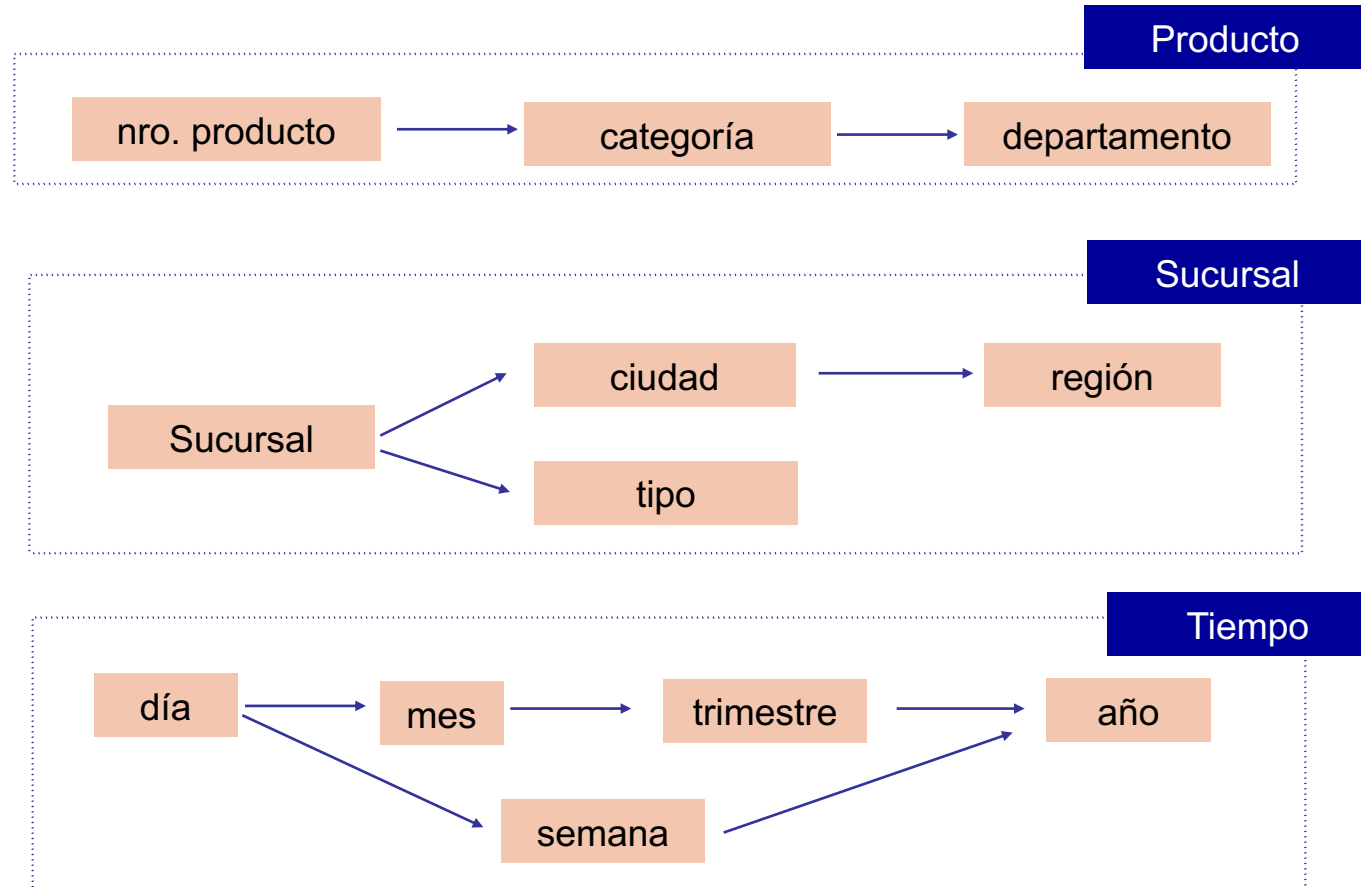 Producto
nro. producto
categoría
departamento
Sucursal
ciudad
región
Sucursal
tipo
Tiempo
día
mes
trimestre
año
semana